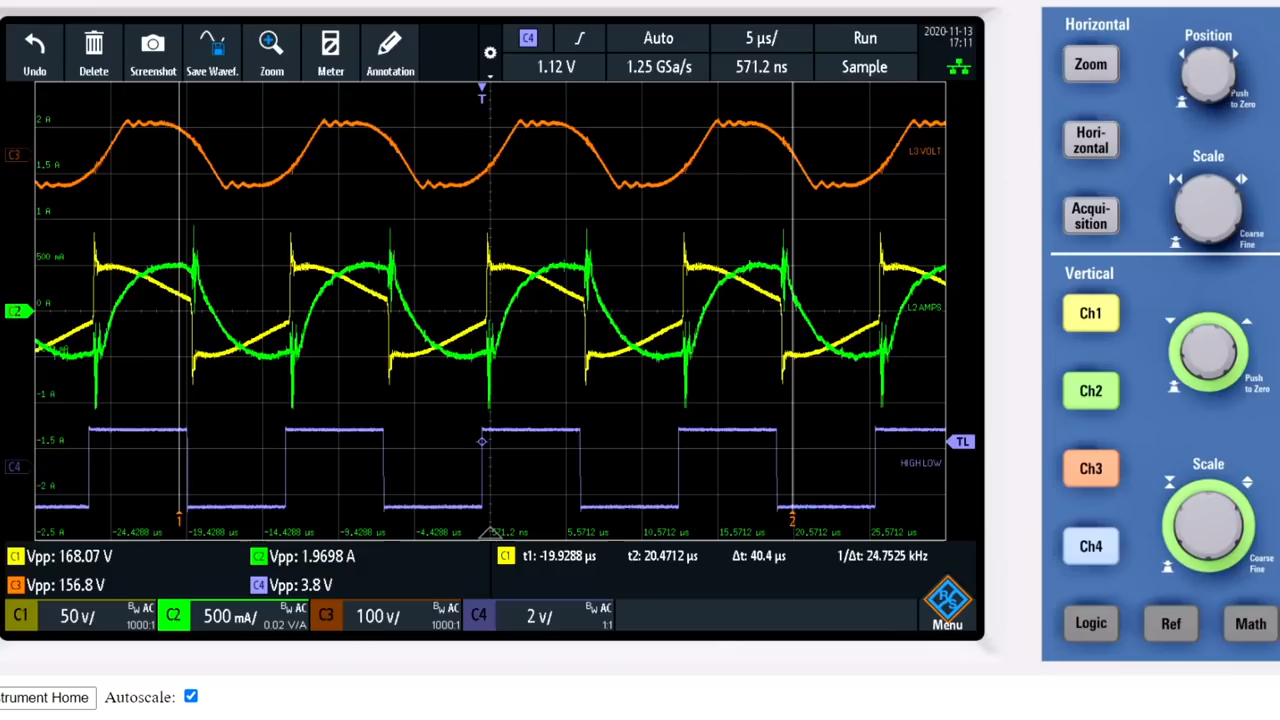 Undo
Delete
Screenshot
Save Wavef.
Zoom
Meter
Annotation
C4
Auto
5 µs/
Run
2020-11-13
17:11
1.12 V
1.25 GSa/s
571.2 ns
Sample
T
2 A
C3
L3 VOLT
1.5 A
1 A
500 mA
C2
0 A
L2 AMPS
-1 A
-1.5 A
TL
C4
HIGH LOW
-2 A
1
2
-2.5 A
-24.4288 µs
-19.4288 µs
-14.4288 µs
-9.4288 µs
-4.4288 µs
571.2 ns
5.5712 µs
10.5712 µs
15.5712 µs
20.5712 µs
25.5712 µs
C1 Vpp: 168.07 V
C2 Vpp: 1.9698 A
C1 t1: -19.9288 µs t2: 20.4712 µs Δt: 40.4 µs 1/Δt: 24.7525 kHz
C3 Vpp: 156.8 V
C4 Vpp: 3.8 V
C1 50 v/ BW AC 1000:1
C2 500 mA/ BW AC 0.02 V/A
C3 100 v/ BW AC 1000:1
C4 2 v/ BW AC 1:1
R/S
Menu
Horizontal
Zoom
Position
Push
to Zero
Hori-
zontal
Scale
Acqui-
sition
Coarse
Fine
Vertical
Ch1
Ch2
Push
to Zero
Ch3
Scale
Ch4
Coarse
Fine
Logic
Ref
Math
trument Home
Autoscale: